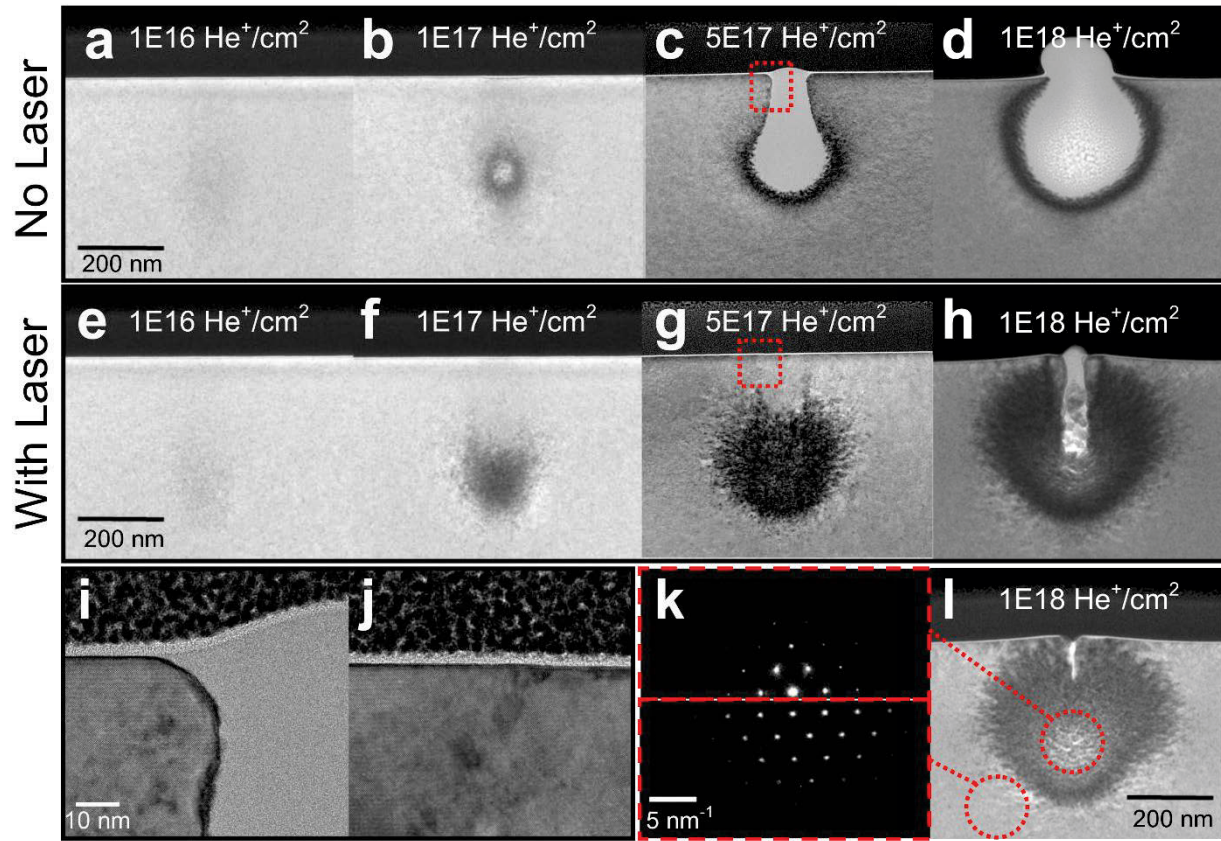 No Laser
a 1E16 He⁺/cm²
b 1E17 He⁺/cm²
c 5E17 He⁺/cm²
d 1E18 He⁺/cm²
200 nm
With Laser
e 1E16 He⁺/cm²
f 1E17 He⁺/cm²
g 5E17 He⁺/cm²
h 1E18 He⁺/cm²
200 nm
i
10 nm
j
k
5 nm⁻¹
l 1E18 He⁺/cm²
200 nm